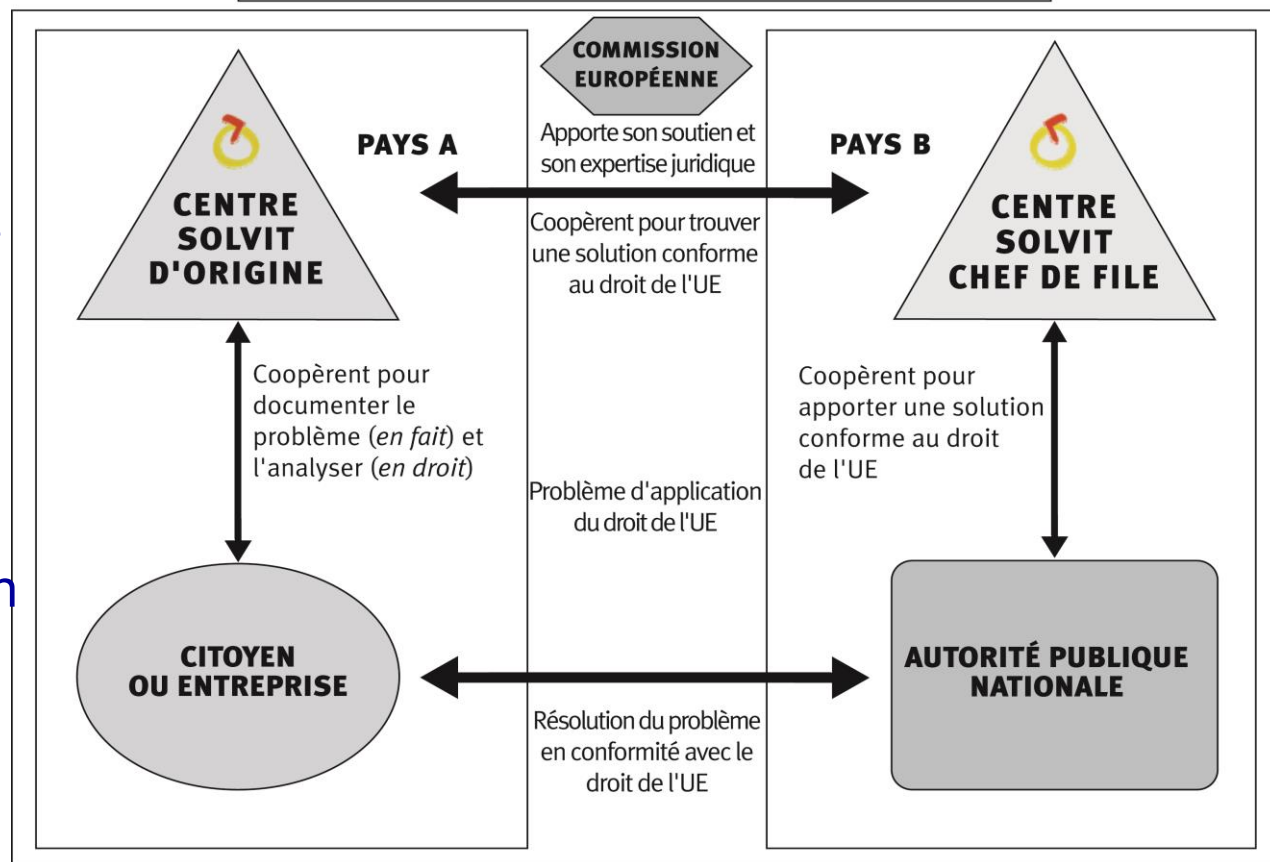 COMMISSION
EUROPÉENNE
Apporte son soutien et
son expertise juridique
PAYS A
PAYS B
CENTRE
SOLVIT
D'ORIGINE
Coopèrent pour trouver
une solution conforme
au droit de l'UE
CENTRE
SOLVIT
CHEF DE FILE
Coopèrent pour
documenter le
problème (en fait) et
l'analyser (en droit)
Problème d'application
du droit de l'UE
Coopèrent pour
apporter une solution
conforme au droit
de l'UE
CITOYEN
OU ENTREPRISE
Résolution du problème
en conformité avec le
droit de l'UE
AUTORITÉ PUBLIQUE
NATIONALE